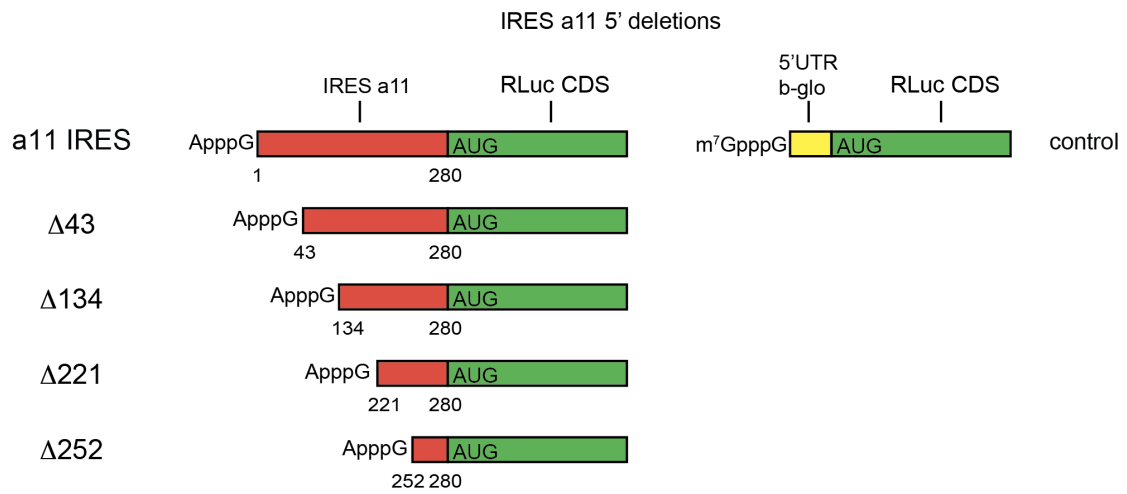 IRES a11 5' deletions
IRES a11
RLuc CDS
5'UTR
b-glo
RLuc CDS
a11 IRES
ApppG
AUG
1
280
m⁷GpppG
AUG
control
Δ43
ApppG
AUG
43
280
Δ134
ApppG
AUG
134
280
Δ221
ApppG
AUG
221
280
Δ252
ApppG
AUG
252
280